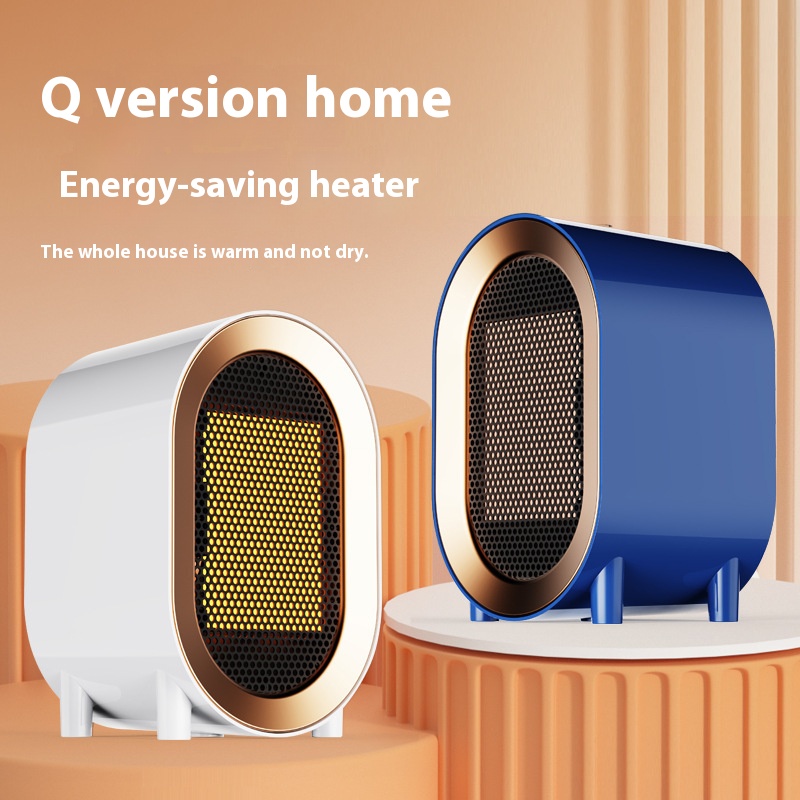 Q version home
Energy-saving heater
The whole house is warm and not dry.